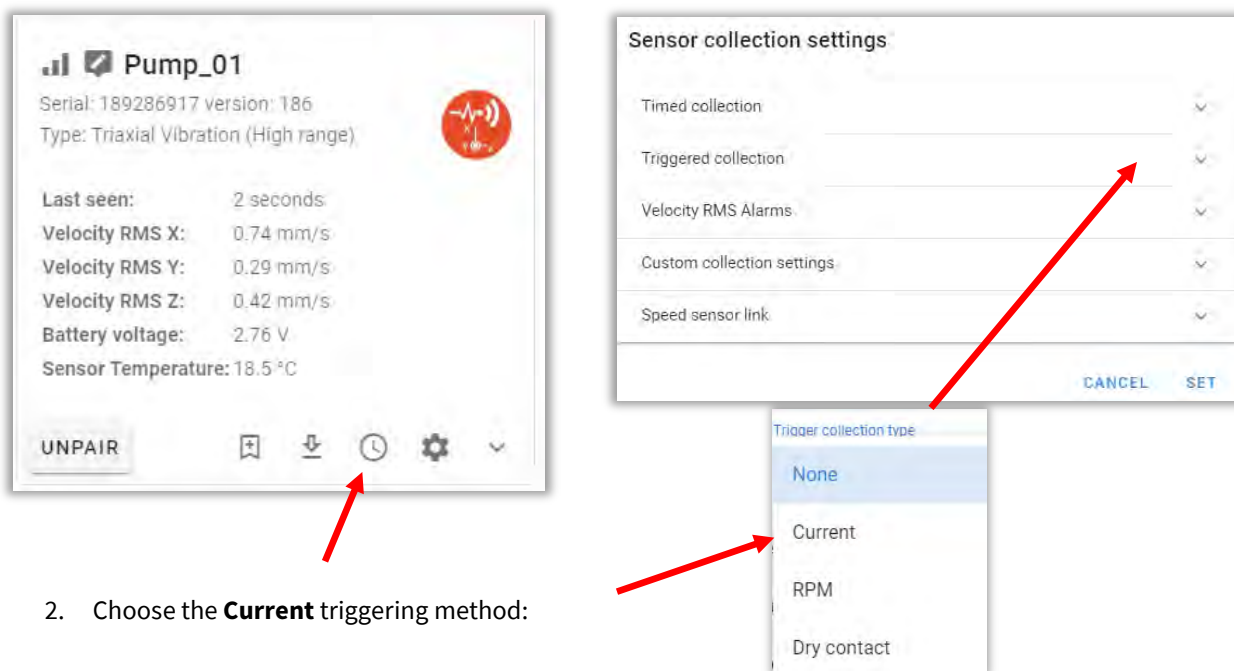 Pump_01
Serial: 189286917 version: 186
Type: Triaxial Vibration (High range)
Last seen: 2 seconds
Velocity RMS X: 0.74 mm/s
Velocity RMS Y: 0.29 mm/s
Velocity RMS Z: 0.42 mm/s
Battery voltage: 2.76 V
Sensor Temperature: 18.5 °C
UNPAIR
Sensor collection settings
Timed collection
Triggered collection
Velocity RMS Alarms
Custom collection settings
Speed sensor link
CANCEL SET
Trigger collection type
None
Current
RPM
Dry contact
2. Choose the Current triggering method: